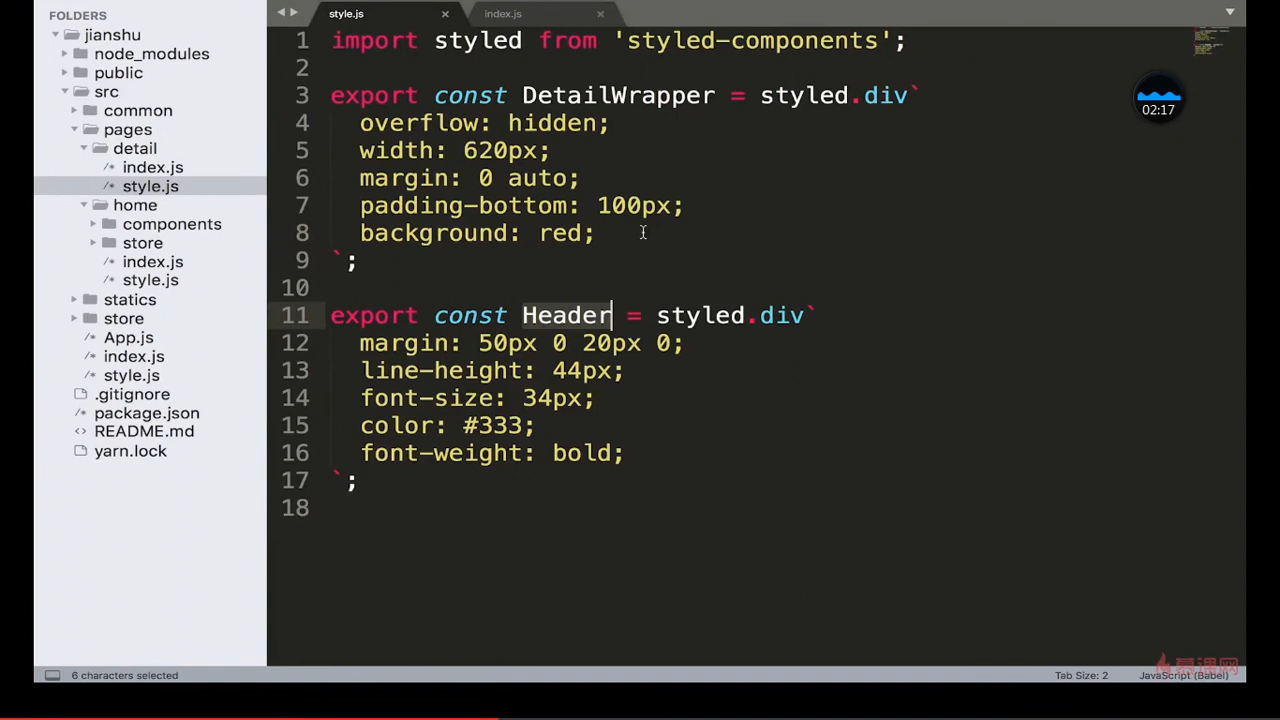 FOLDERS
jianshu
node_modules
public
src
common
pages
detail
index.js
style.js
home
components
store
index.js
style.js
statics
store
App.js
index.js
style.js
.gitignore
package.json
README.md
yarn.lock
style.js
index.js
1 import styled from 'styled-components';
2
3 export const DetailWrapper = styled.div`
4 overflow: hidden;
5 width: 620px;
6 margin: 0 auto;
7 padding-bottom: 100px;
8 background: red;
9 `;
10
11 export const Header = styled.div`
12 margin: 50px 0 20px 0;
13 line-height: 44px;
14 font-size: 34px;
15 color: #333;
16 font-weight: bold;
17 `;
18
02:17
慕课网
6 characters selected
Tab Size: 2
JavaScript (Babel)